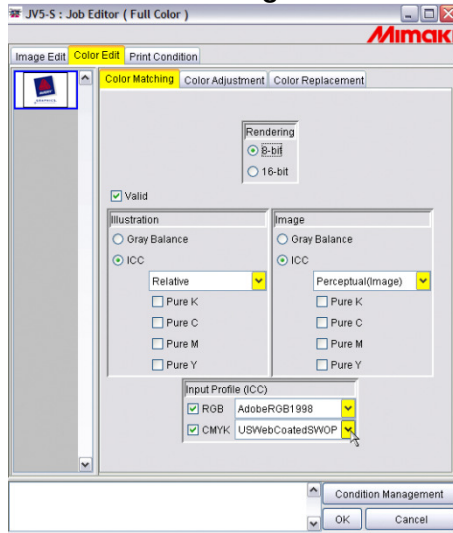 JV5-S : Job Editor ( Full Color )
Mimaki
Image Edit Color Edit Print Condition
Color Matching Color Adjustment Color Replacement
Rendering
8-bit
16-bit
Valid
Illustration Image
Gray Balance Gray Balance
ICC ICC
Relative Perceptual(Image)
Pure K Pure K
Pure C Pure C
Pure M Pure M
Pure Y Pure Y
Input Profile (ICC)
RGB AdobeRGB1998
CMYK USWebCoatedSWOP
Condition Management
OK Cancel